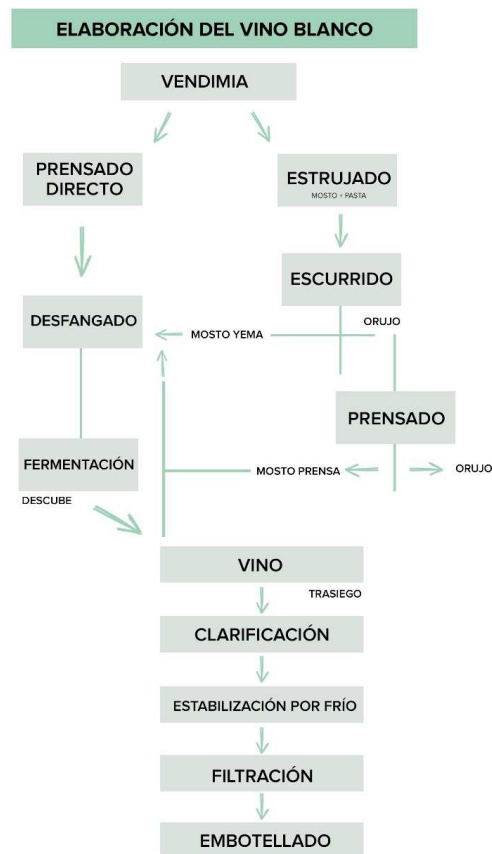 ELABORACIÓN DEL VINO BLANCO
VENDIMIA
PRENSADO
DIRECTO
ESTRUJADO
MOSTO + PASTA
ESCURRIDO
DESFANGADO
MOSTO YEMA
ORUJO
PRENSADO
FERMENTACIÓN
MOSTO PRENSA
ORUJO
DESCUBE
VINO
TRASIEGO
CLARIFICACIÓN
ESTABILIZACIÓN POR FRÍO
FILTRACIÓN
EMBOTELLADO